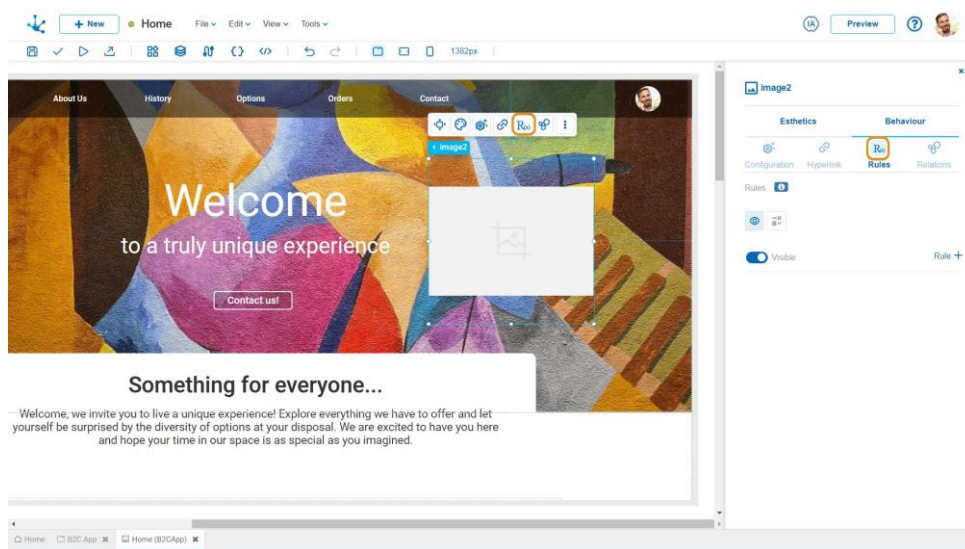 + New
Home
File
Edit
View
Tools
IA
Preview
?
1382px
About Us
History
Options
Orders
Contact
< image2
Welcome
to a truly unique experience
Contact us!
Something for everyone...
Welcome, we invite you to live a unique experience! Explore everything we have to offer and let
yourself be surprised by the diversity of options at your disposal. We are excited to have you here
and hope your time in our space is as special as you imagined.
image2
Esthetics
Behaviour
Configuration
Hyperlink
Rules
Relations
Rules
Visible
Rule +
Home
B2C App
Home (B2CApp)